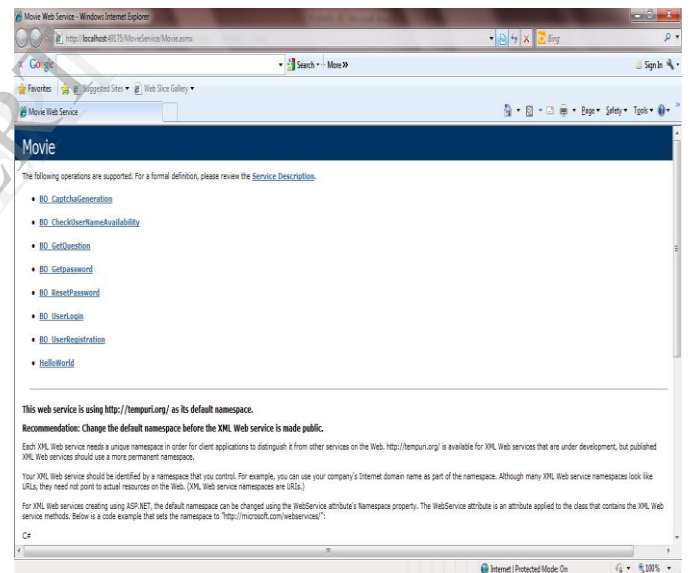 Movie Web Service - Windows Internet Explorer
http://localhost:49175/MovieService/Movie.asmx
Bing
Google
Search
More »
Sign In
Favorites
Suggested Sites
Web Slice Gallery
Movie Web Service
Page
Safety
Tools
Movie
The following operations are supported. For a formal definition, please review the Service Description.
BO_CaptchaGeneration
BO_CheckUserNameAvailability
BO_GetQuestion
BO_Getpassword
BO_ResetPassword
BO_UserLogin
BO_UserRegistration
HelloWorld
This web service is using http://tempuri.org/ as its default namespace.
Recommendation: Change the default namespace before the XML Web service is made public.
Each XML Web service needs a unique namespace in order for client applications to distinguish it from other services on the Web. http://tempuri.org/ is available for XML Web services that are under development, but published
XML Web services should use a more permanent namespace.
Your XML Web service should be identified by a namespace that you control. For example, you can use your company's Internet domain name as part of the namespace. Although many XML Web service namespaces look like
URLs, they need not point to actual resources on the Web. (XML Web service namespaces are URIs.)
For XML Web services creating using ASP.NET, the default namespace can be changed using the WebService attribute's Namespace property. The WebService attribute is an attribute applied to the class that contains the XML Web
service methods. Below is a code example that sets the namespace to "http://microsoft.com/webservices/":
C#
Internet | Protected Mode: On
100%